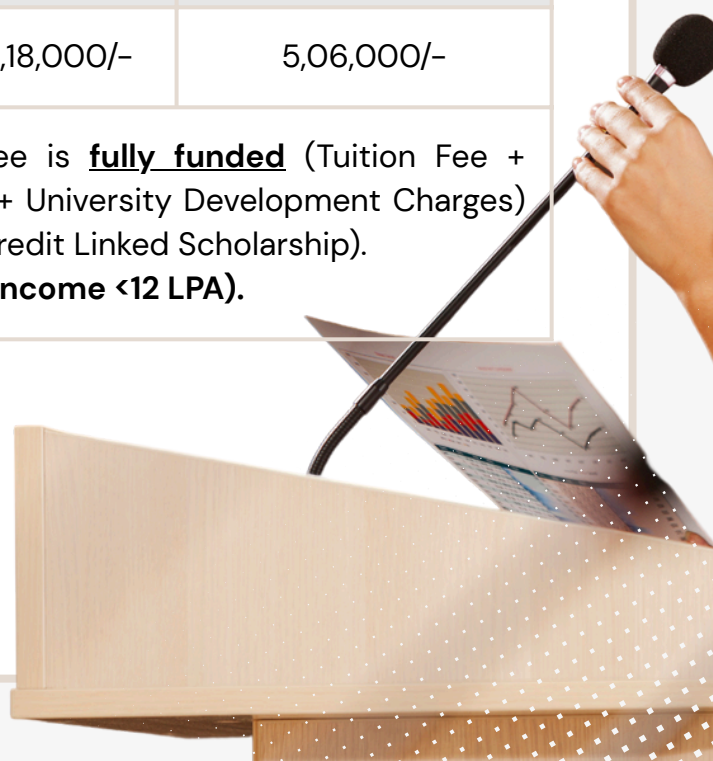 ,18,000/- 5,06,000/-
ee is fully funded (Tuition Fee +
+ University Development Charges)
redit Linked Scholarship).
ncome <12 LPA).